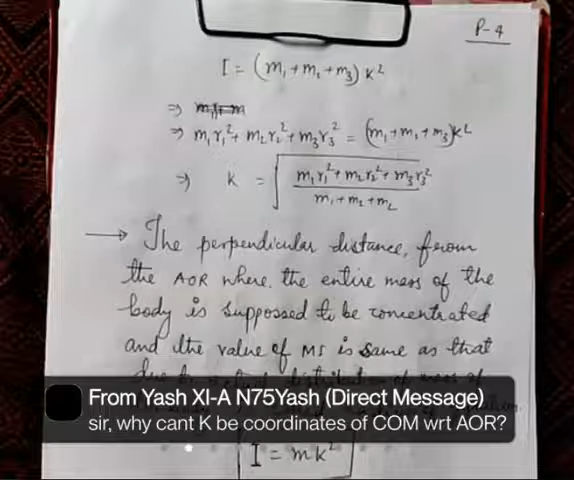 P-4
I = (m₁ + m₂ + m₃) K²
⇒
⇒ m₁r₁² + m₂r₂² + m₃r₃² = (m₁ + m₂ + m₃)K²
⇒ K = √((m₁r₁² + m₂r₂² + m₃r₃²) / (m₁ + m₂ + m₂))
→ The perpendicular distance, from
the AOR where. the entire mass of the
body is suppossed to be concentrated
and the value of MI is same as that
From Yash XI-A N75Yash (Direct Message)
sir, why cant K be coordinates of COM wrt AOR?
I = mk²